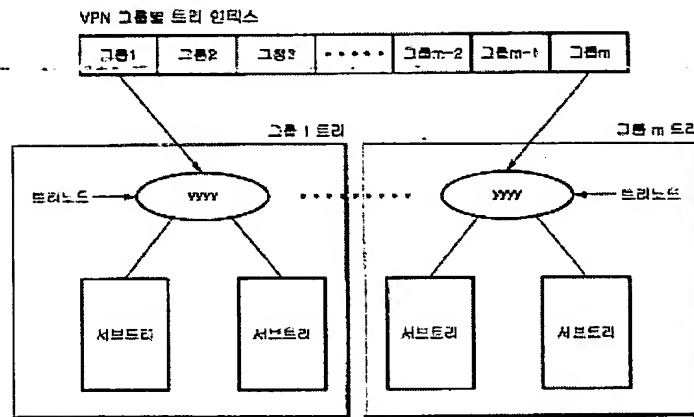 VPN 그룹별 트리 인덱스
그룹1 그룹2 그룹3 ····· 그룹m-2 그룹m-1 그룹m
그룹 1 트리 그룹 m 트리
트리노드 yyyy ········ yyyy 트리노드
서브트리 서브트리 서브트리 서브트리